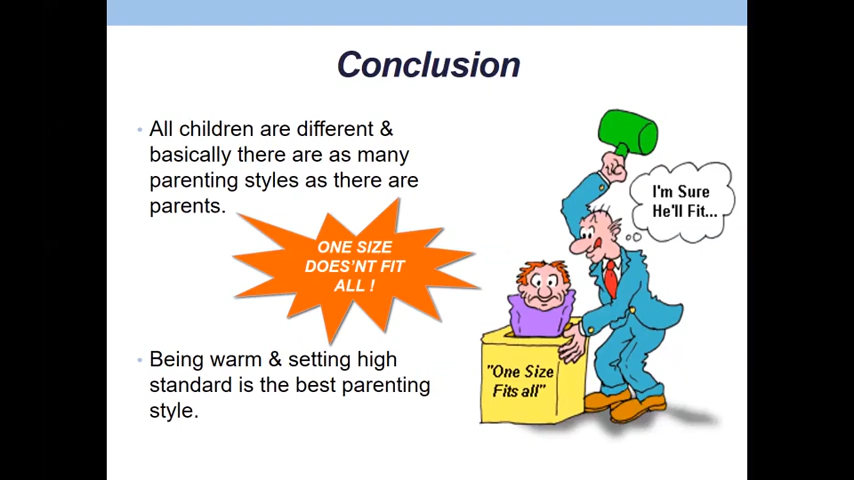 Conclusion
• All children are different &
basically there are as many
parenting styles as there are
parents.
ONE SIZE
DOES’NT FIT
ALL !
• Being warm & setting high
standard is the best parenting
style.
I'm Sure
He'll Fit...
"One Size
Fits all"